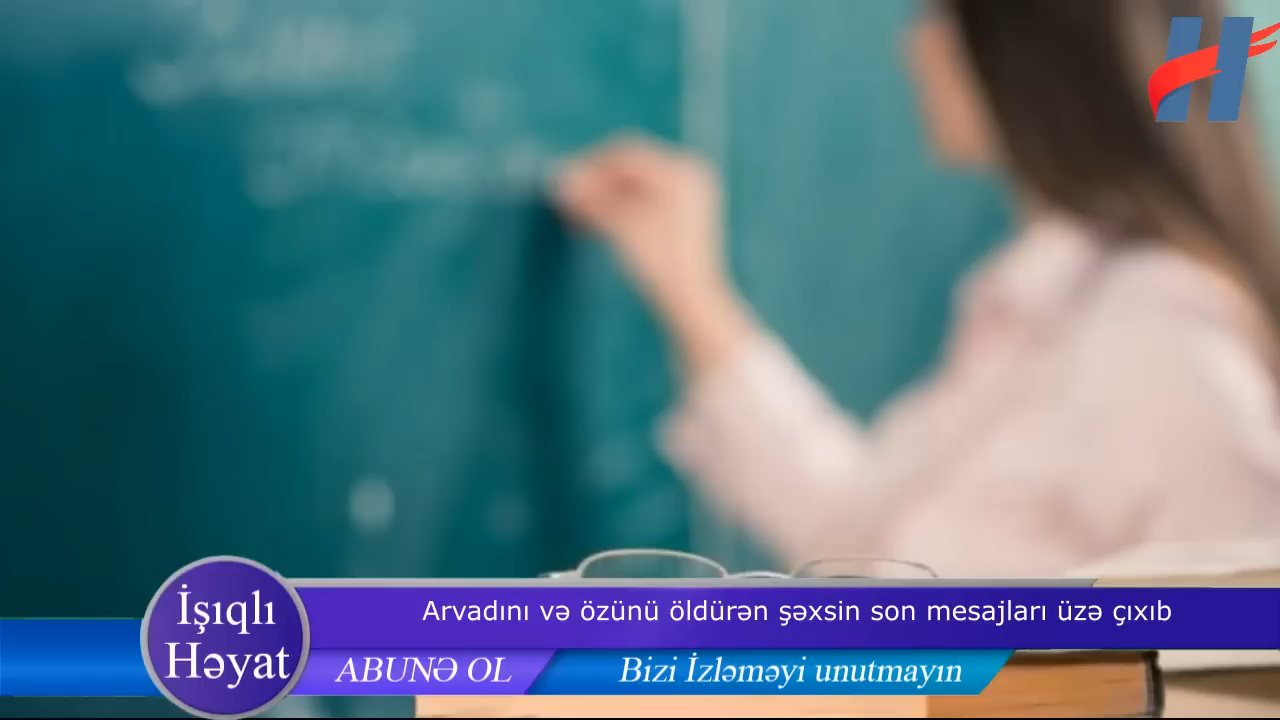 Arvadını və özünü öldürən şəxsin son mesajları üzə çıxıb
İşıqlı
Həyat
ABUNƏ OL
Bizi İzləməyi unutmayın